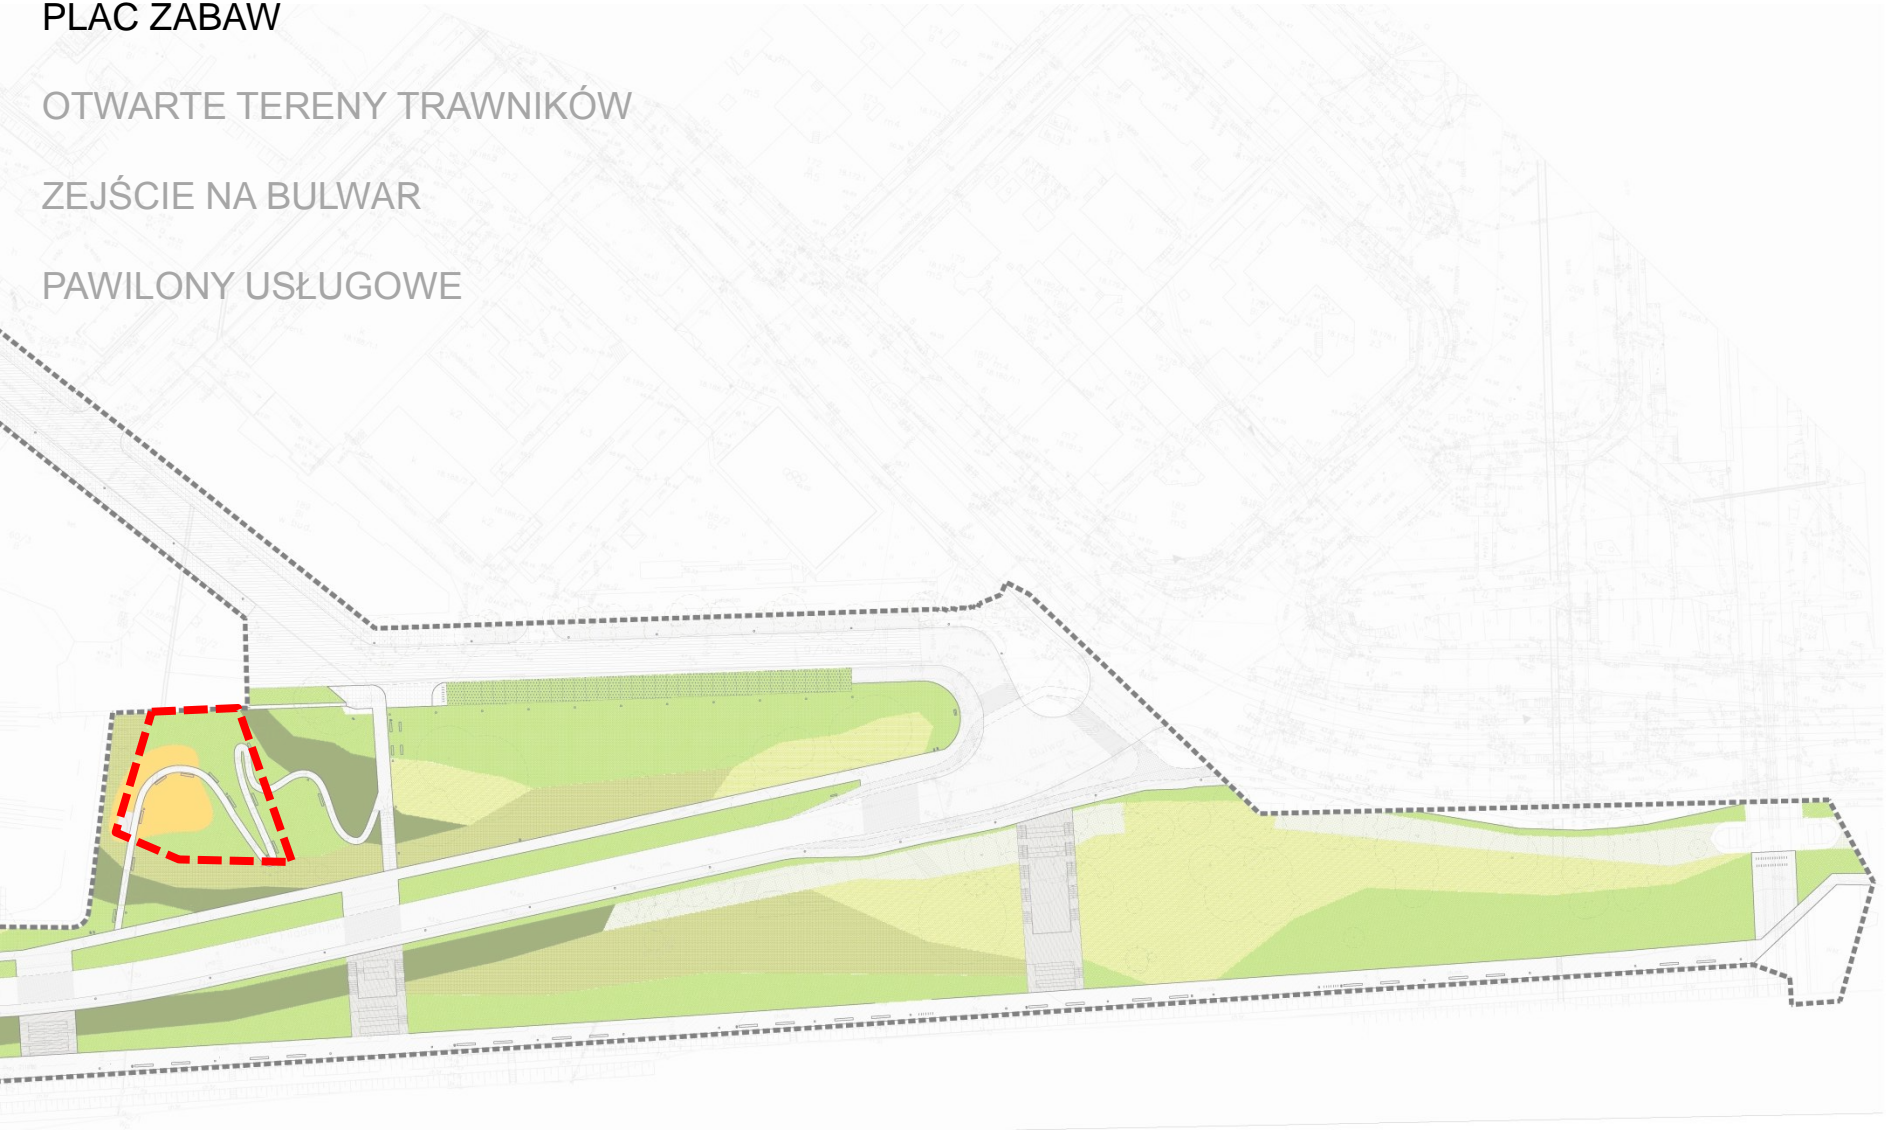 PLAC ZABAW
OTWARTE TERENY TRAWNIKÓW
ZEJŚCIE NA BULWAR
PAWILONY USŁUGOWE